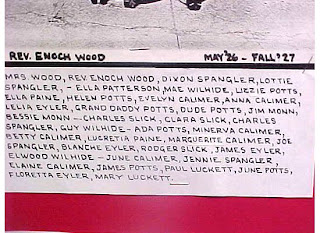 REV. ENOCH WOOD MAY '26 - FALL '27
MRS. WOOD, REV. ENOCH WOOD, DIXON SPANGLER, LOTTIE
SPANGLER, - ELLA PATTERSON, MAE WILHIDE, LIZZIE POTTS,
ELLA PAINE, HELEN POTTS, EVELYN CALIMER, ANNA CALIMER,
LELIA EYLER, GRAND DADDY POTTS, DUDE POTTS, JIM MONN,
BESSIE MONN - CHARLES SLICK, CLARA SLICK, CHARLES
SPANGLER, GUY WILHIDE - ADA POTTS, MINERVA CALIMER,
BETTY CALIMER, LUCRETIA PAINE, MARGUERITE CALIMER, JOE
SPANGLER, BLANCHE EYLER, RODGER SLICK, JAMES EYLER,
ELWOOD WILHIDE - JUNE CALIMER, JENNIE SPANGLER,
ELAINE CALIMER, JAMES POTTS, PAUL LUCKETT, JUNE POTTS,
FLORETTA EYLER, MARY LUCKETT.